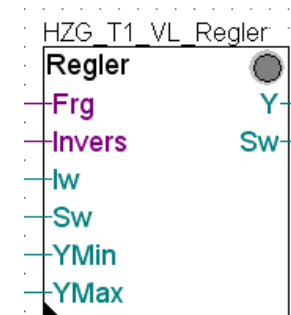 HZG_T1_VL_Regler
Regler
Frg Y
Invers Sw
Iw
Sw
YMin
YMax